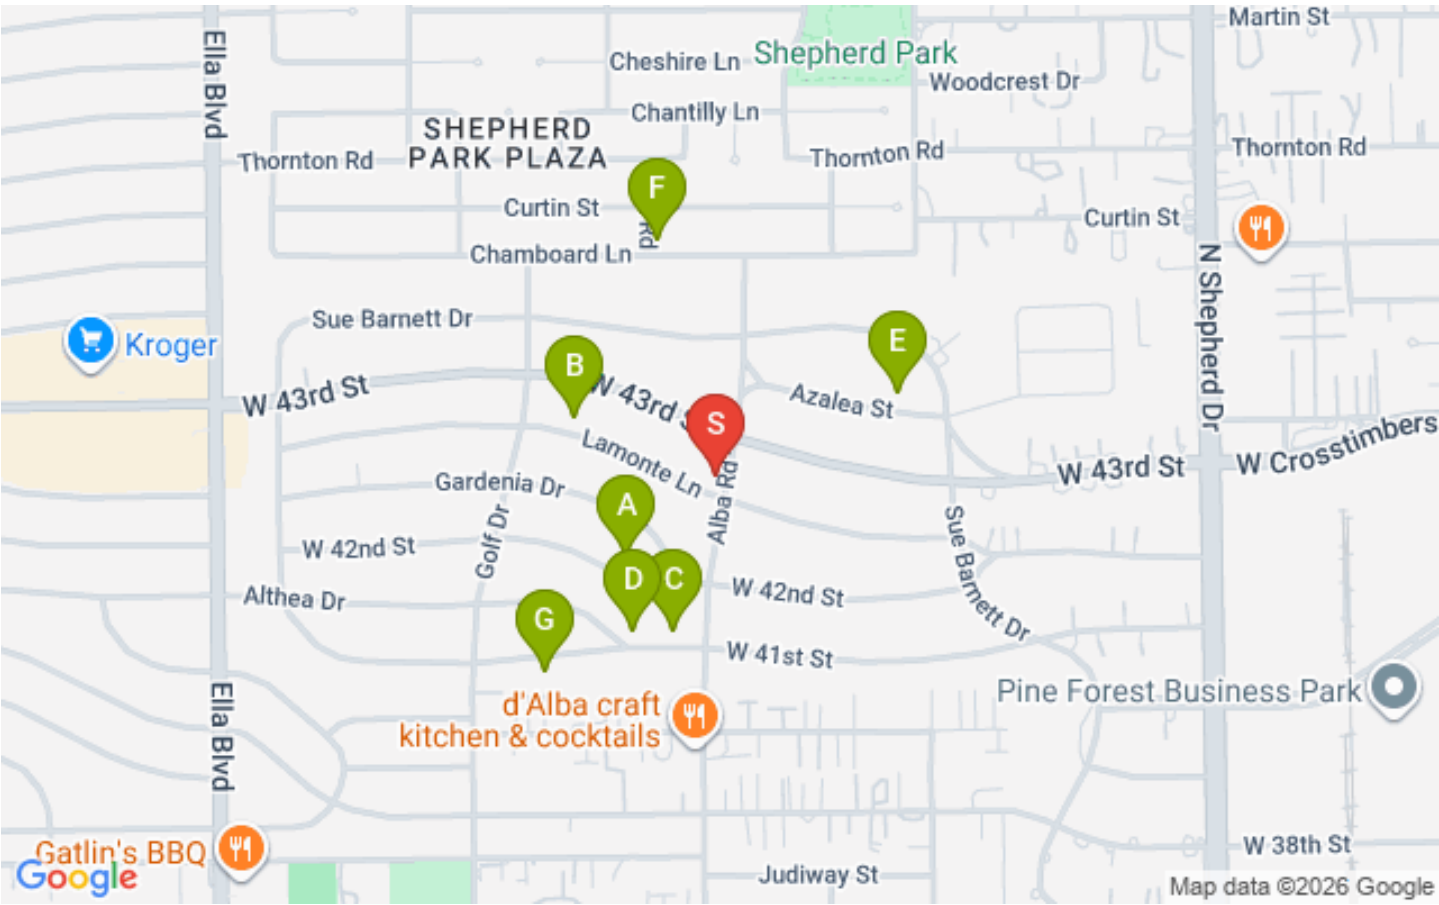 Martin St
Ella Blvd
Cheshire Ln
Shepherd Park
Woodcrest Dr
Chantilly Ln
SHEPHERD
PARK PLAZA
Thornton Rd
Thornton Rd
Thornton Rd
F
Curtin St
Curtin St
Rd
Chamboard Ln
N Shepherd Dr
Sue Barnett Dr
Kroger
E
B
W 43rd St
W 43rd S
Azalea St
S
Lamonte Ln
W 43rd St
W Crosstimbers
Gardenia Dr
Alba Rd
A
Golf Dr
W 42nd St
Sue Barnett Dr
D
C
W 42nd St
Althea Dr
G
W 41st St
Ella Blvd
d'Alba craft
kitchen & cocktails
Pine Forest Business Park
Gatlin's BBQ
W 38th St
Judiway St
Google
Map data ©2026 Google